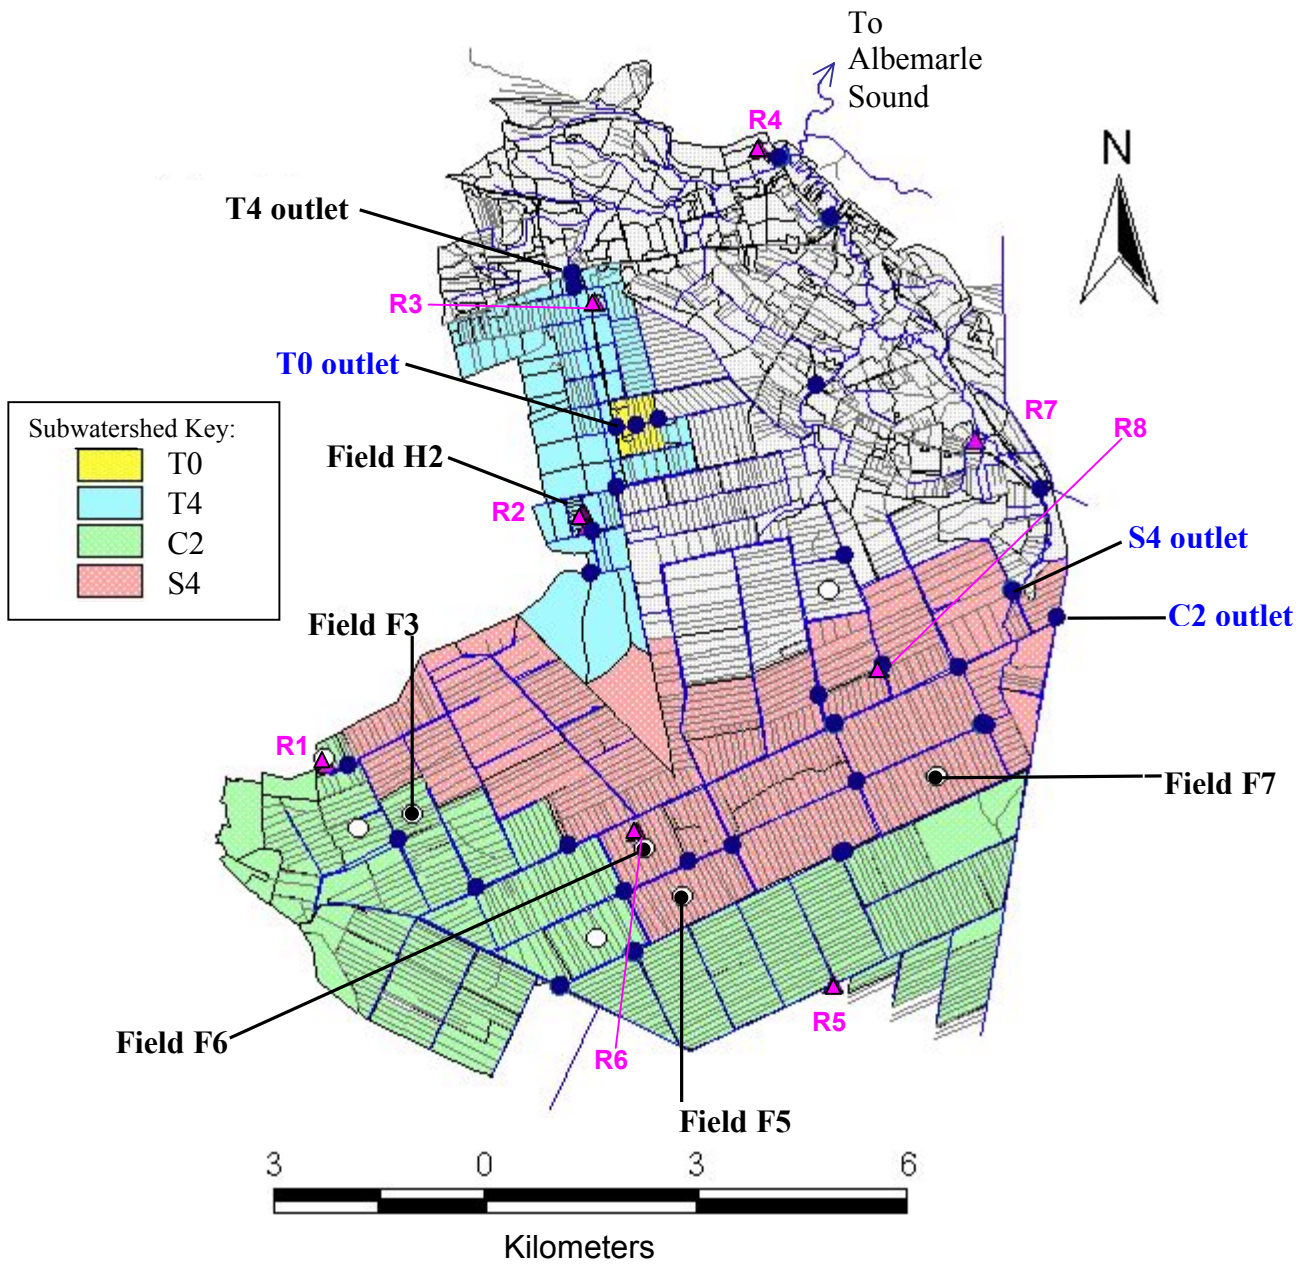 To
Albemarle
Sound
R4
N
T4 outlet
R3
T0 outlet
R7
R8
Subwatershed Key:
T0
T4
C2
S4
Field H2
R2
S4 outlet
C2 outlet
Field F3
R1
Field F7
R5
Field F6
R6
Field F5
3 0 3 6
Kilometers